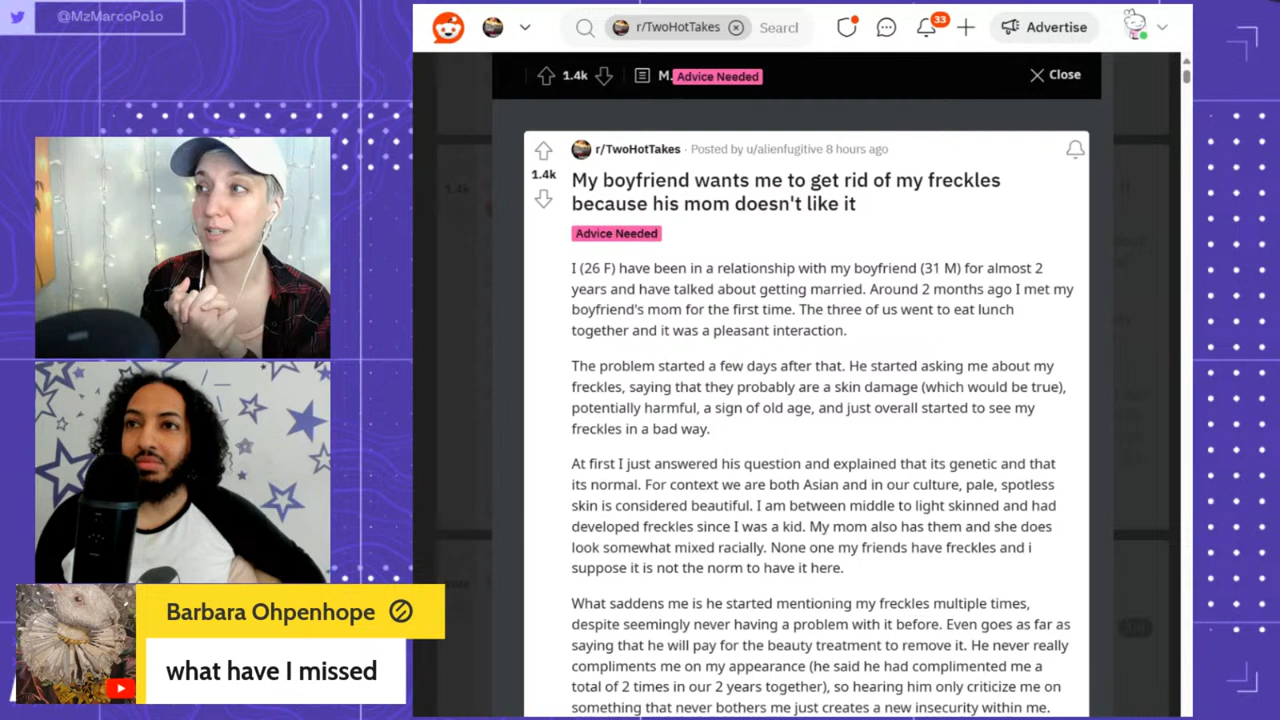 @MzMarcoPolo
r/TwoHotTakes
Searcl
33
Advertise
1.4k
M.
Advice Needed
Close
r/TwoHotTakes · Posted by u/alienfugitive 8 hours ago
1.4k
My boyfriend wants me to get rid of my freckles
because his mom doesn't like it
Advice Needed
I (26 F) have been in a relationship with my boyfriend (31 M) for almost 2
years and have talked about getting married. Around 2 months ago I met my
boyfriend's mom for the first time. The three of us went to eat lunch
together and it was a pleasant interaction.
The problem started a few days after that. He started asking me about my
freckles, saying that they probably are a skin damage (which would be true),
potentially harmful, a sign of old age, and just overall started to see my
freckles in a bad way.
At first I just answered his question and explained that its genetic and that
its normal. For context we are both Asian and in our culture, pale, spotless
skin is considered beautiful. I am between middle to light skinned and had
developed freckles since I was a kid. My mom also has them and she does
look somewhat mixed racially. None one my friends have freckles and i
suppose it is not the norm to have it here.
What saddens me is he started mentioning my freckles multiple times,
despite seemingly never having a problem with it before. Even goes as far as
saying that he will pay for the beauty treatment to remove it. He never really
compliments me on my appearance (he said he had complimented me a
total of 2 times in our 2 years together), so hearing him only criticize me on
something that never bothers me just creates a new insecurity within me.
Barbara Ohpenhope
what have I missed